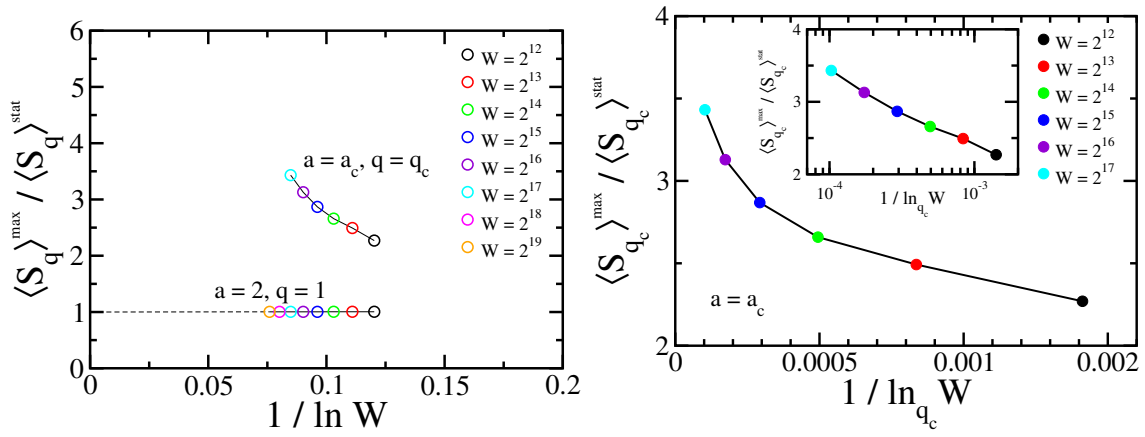 6
5
4
3
2
1
0
⟨S_q⟩^max / ⟨S_q⟩^stat
W = 2^12
W = 2^13
W = 2^14
W = 2^15
W = 2^16
W = 2^17
W = 2^18
W = 2^19
a = a_c, q = q_c
a = 2, q = 1
0
0.05
0.1
0.15
0.2
1 / ln W
4
3
2
⟨S_{q_c}⟩^max / ⟨S_{q_c}⟩^stat
W = 2^12
W = 2^13
W = 2^14
W = 2^15
W = 2^16
W = 2^17
4
3
2
⟨S_{q_c}⟩^max / ⟨S_{q_c}⟩^stat
10^-4
10^-3
1 / ln_{q_c} W
a = a_c
0
0.0005
0.001
0.002
1 / ln_{q_c} W